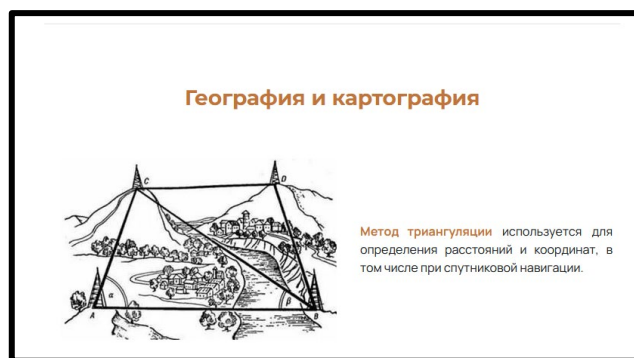 География и картография
C
D
α
β
A
B
Метод триангуляции используется для
определения расстояний и координат, в
том числе при спутниковой навигации.